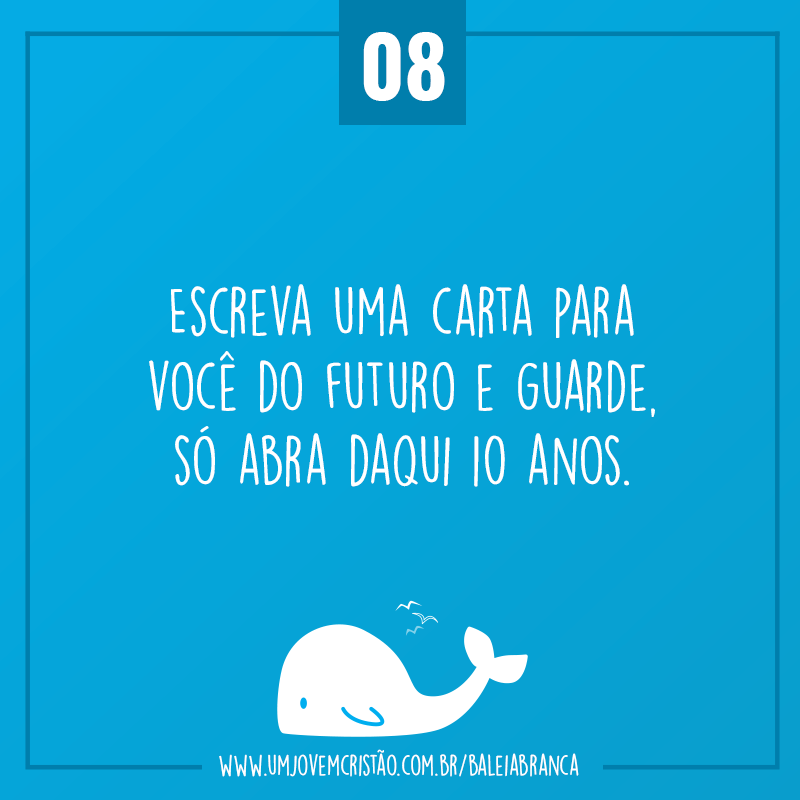 08
ESCREVA UMA CARTA PARA
VOCÊ DO FUTURO E GUARDE,
SÓ ABRA DAQUI 10 ANOS.
WWW.UMJOVEMCRISTÃO.COM.BR/BALEIABRANCA